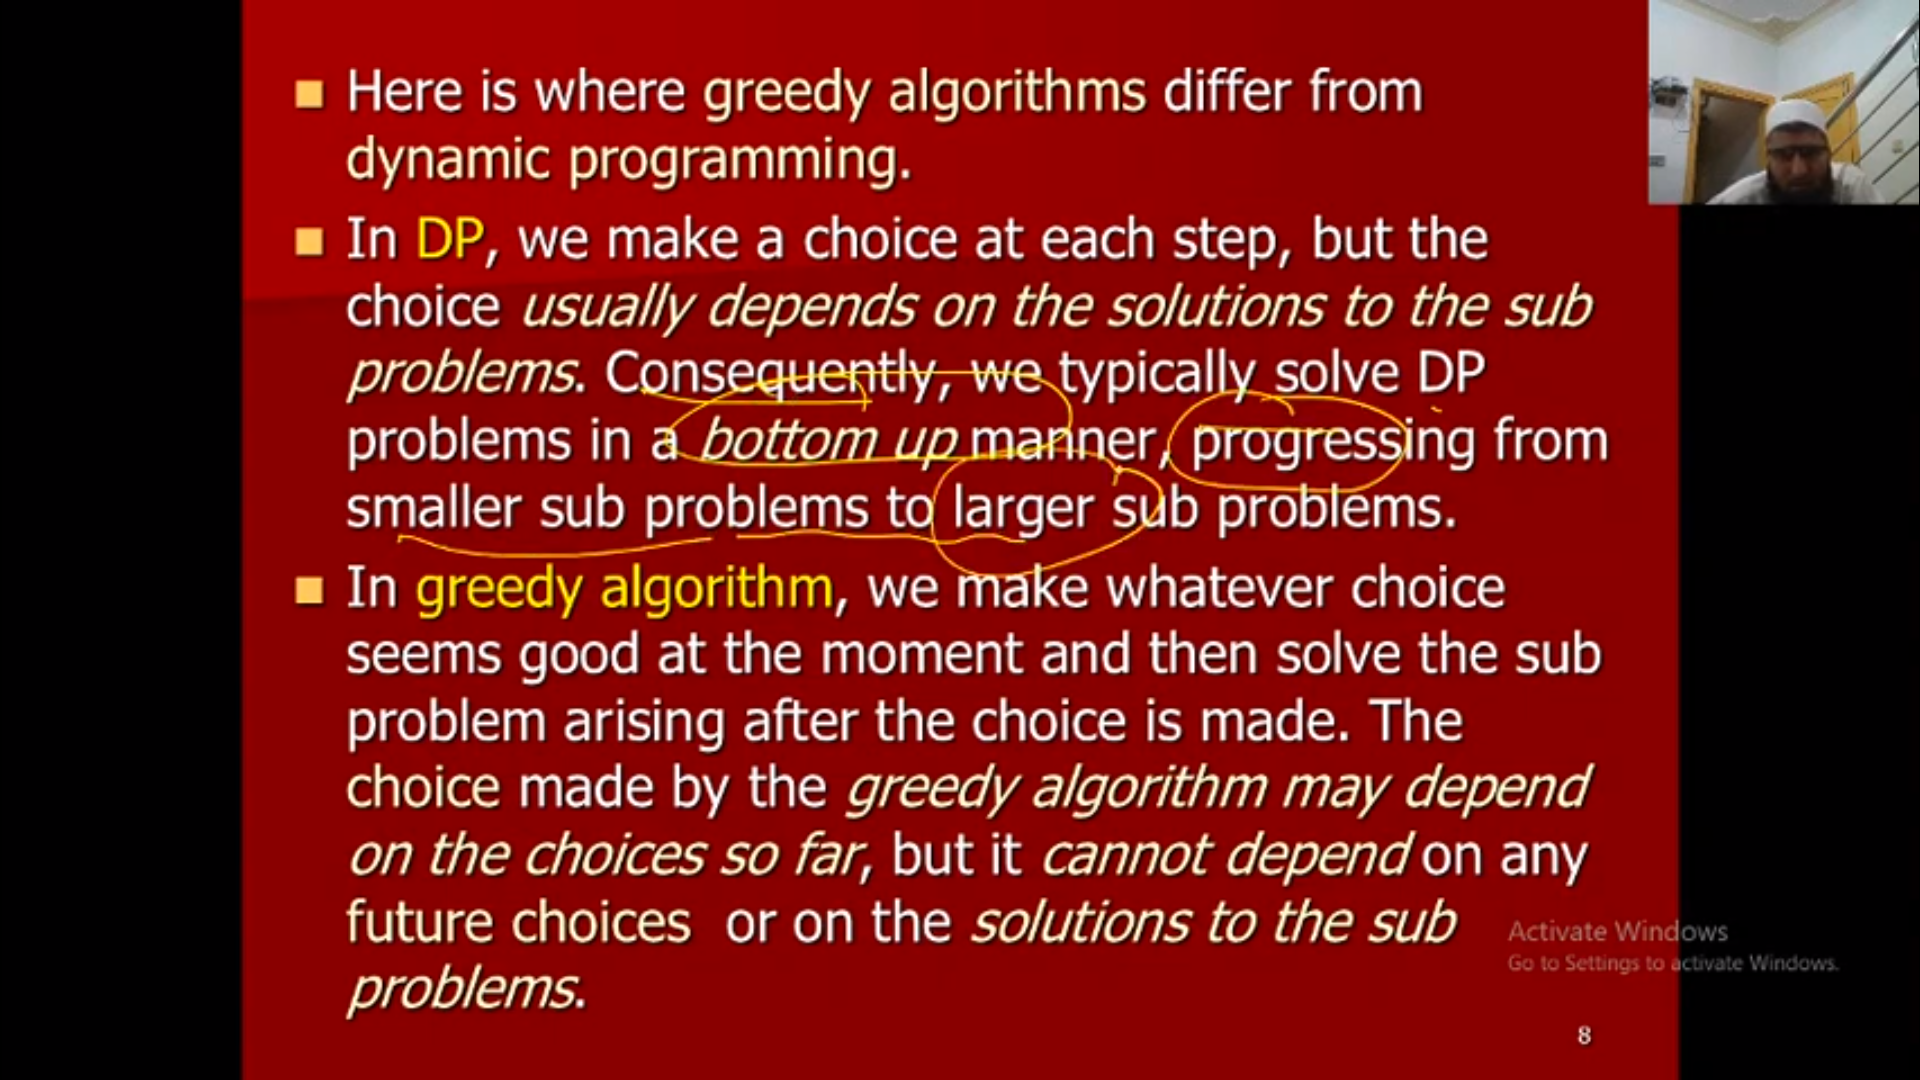 ■ Here is where greedy algorithms differ from
dynamic programming.
■ In DP, we make a choice at each step, but the
choice usually depends on the solutions to the sub
problems. Consequently, we typically solve DP
problems in a bottom up manner, progressing from
smaller sub problems to larger sub problems.
■ In greedy algorithm, we make whatever choice
seems good at the moment and then solve the sub
problem arising after the choice is made. The
choice made by the greedy algorithm may depend
on the choices so far, but it cannot depend on any
future choices or on the solutions to the sub
problems.
Activate Windows
Go to Settings to activate Windows.
8